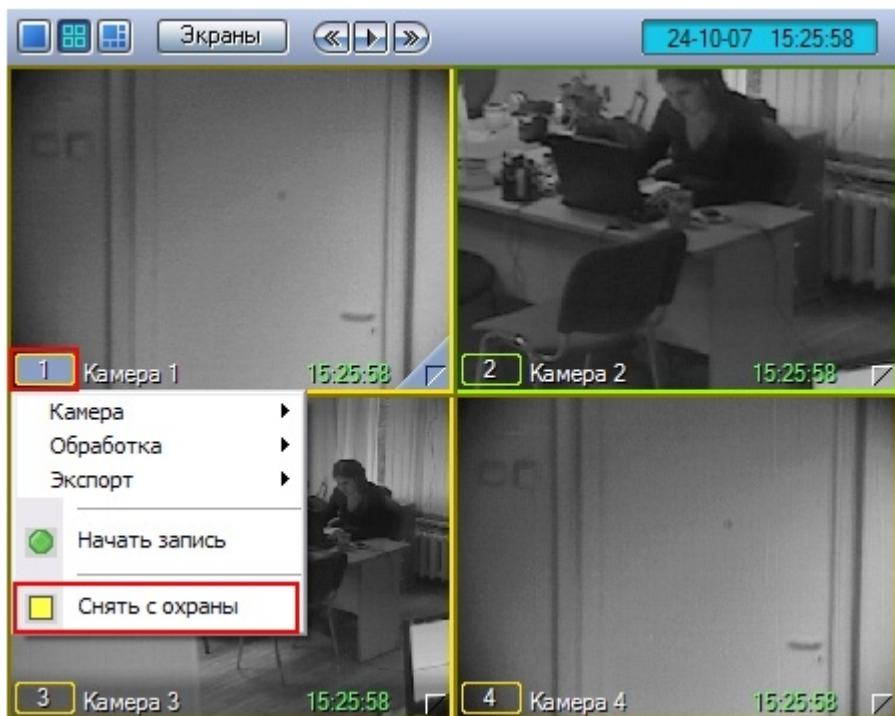 Экраны 24-10-07 15:25:58
1 Камера 1 15:25:58
2 Камера 2 15:25:58
Камера
Обработка
Экспорт
Начать запись
Снять с охраны
3 Камера 3 15:25:58
4 Камера 4 15:25:58